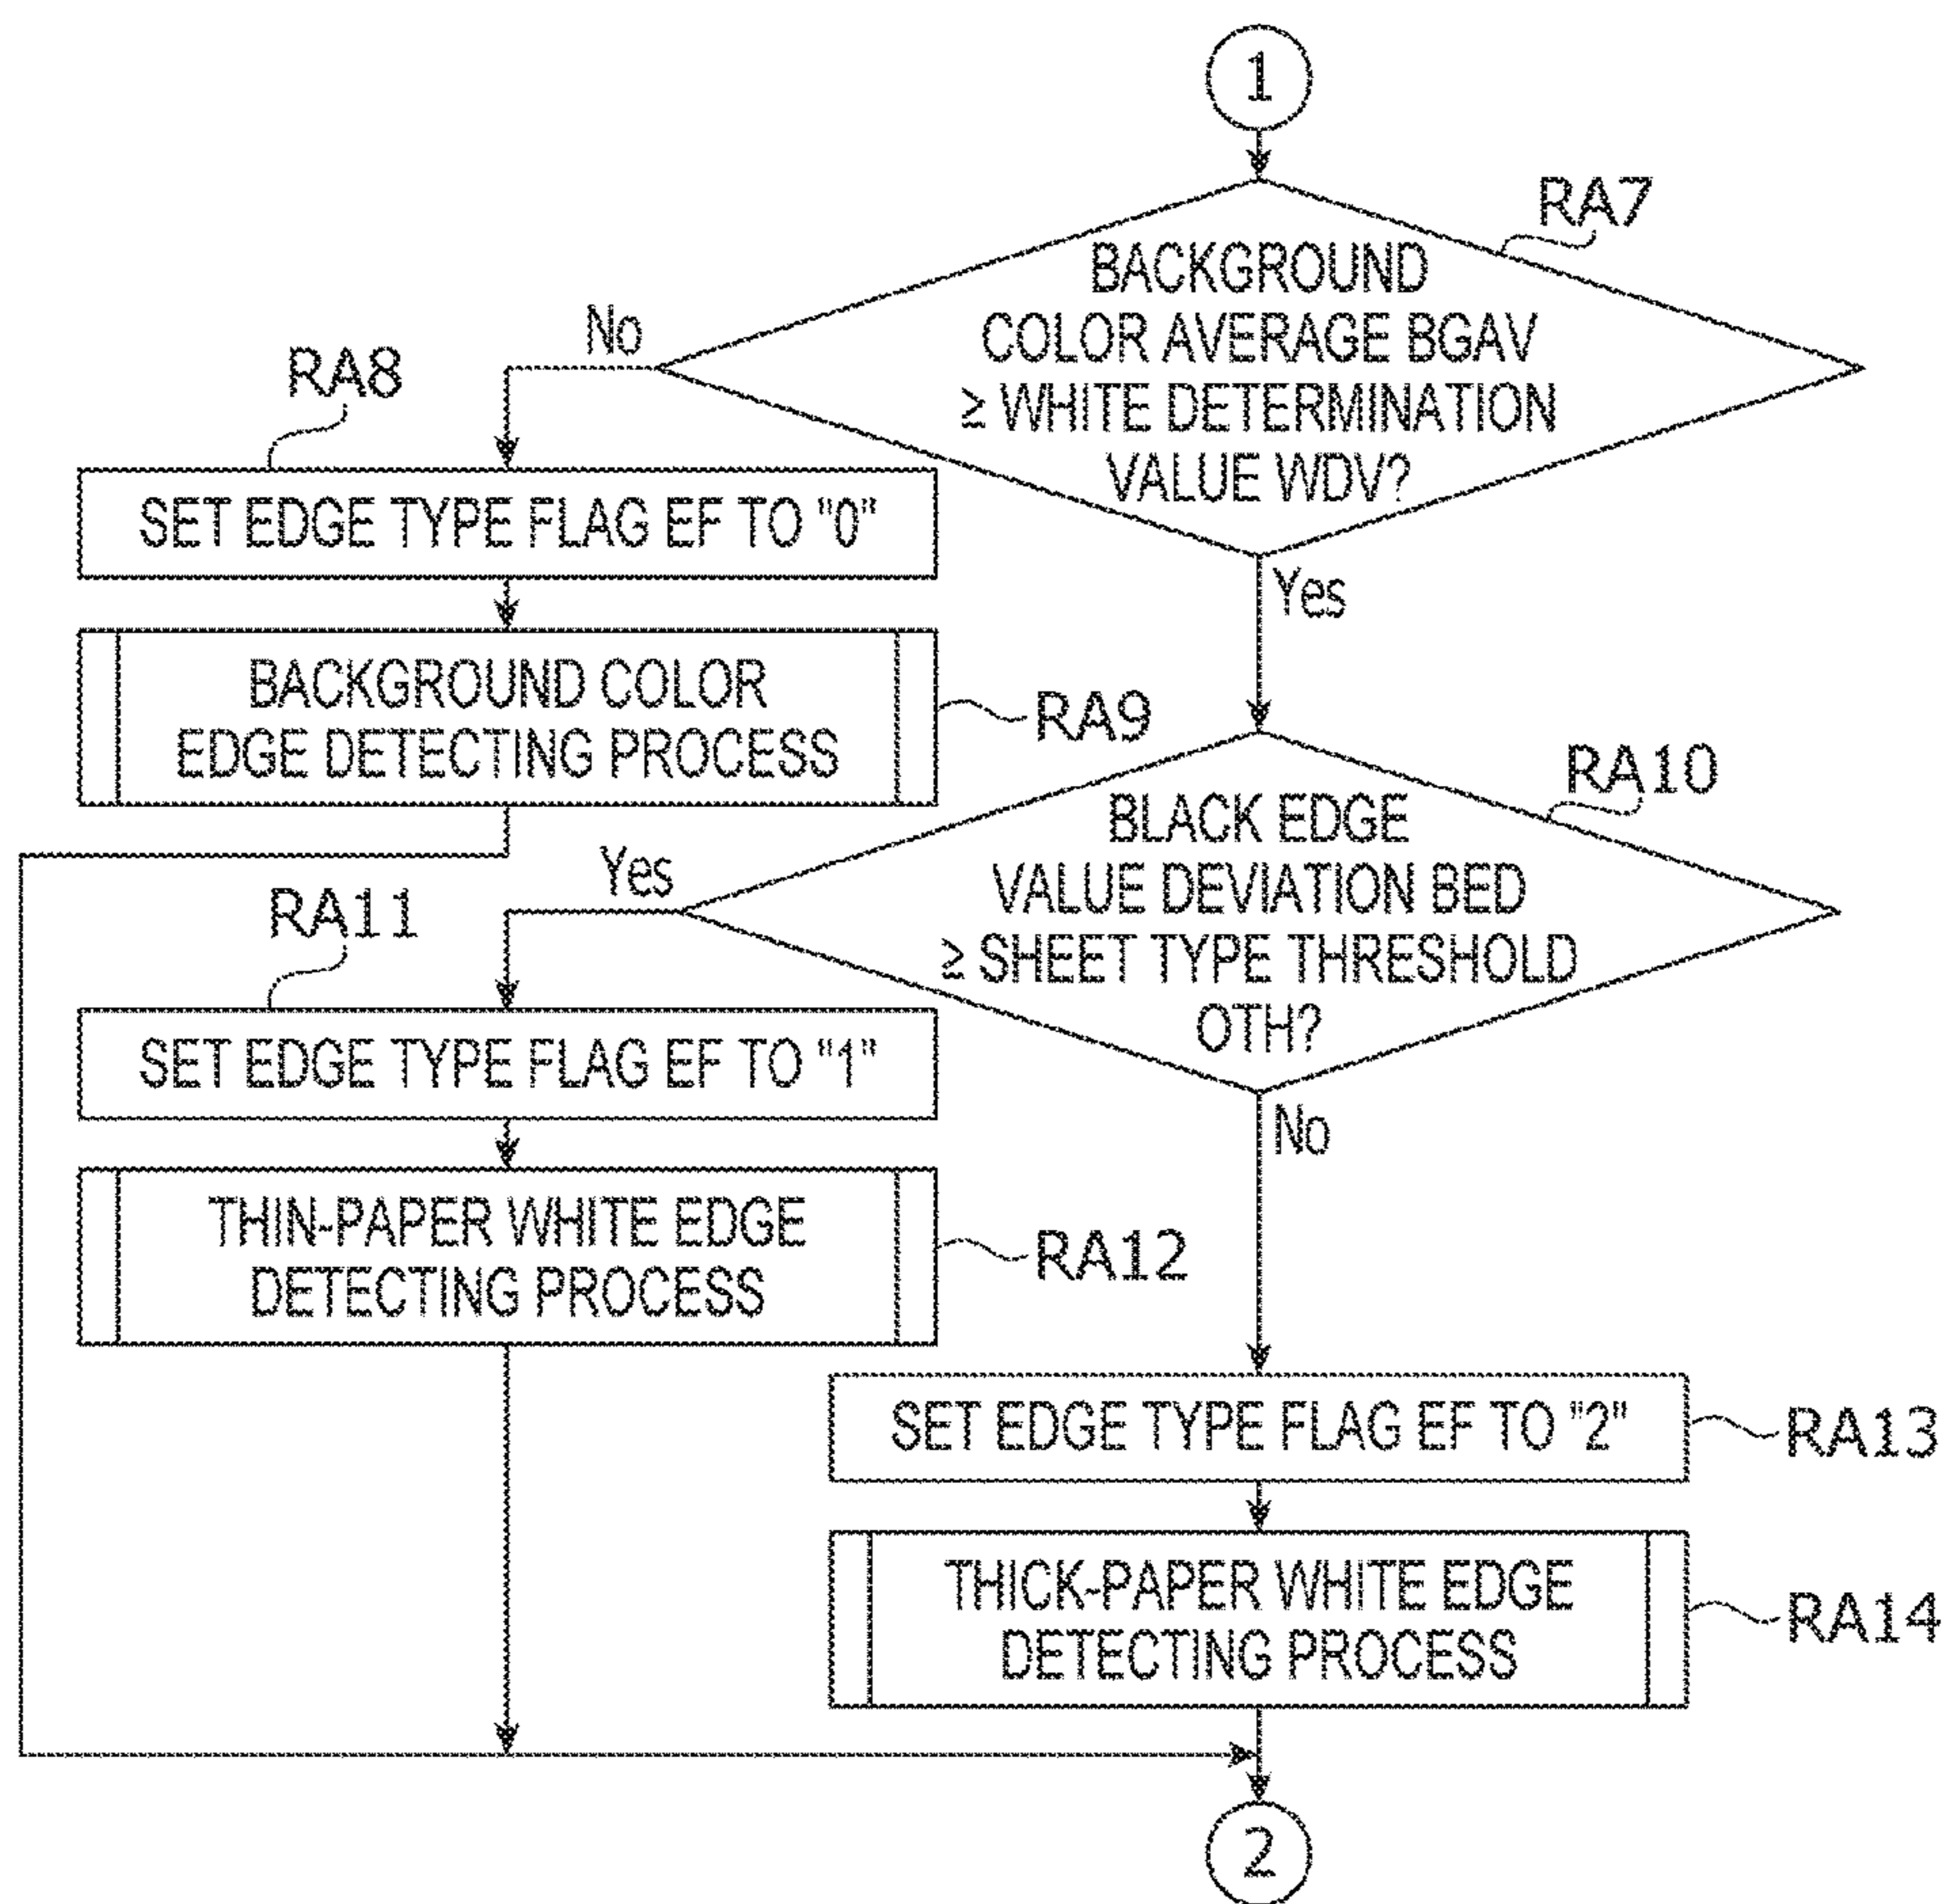 1
RA7
BACKGROUND
COLOR AVERAGE BGAV
≥ WHITE DETERMINATION
VALUE WDV?
No
Yes
RA8
SET EDGE TYPE FLAG EF TO "0"
BACKGROUND COLOR
EDGE DETECTING PROCESS
RA9
RA10
BLACK EDGE
VALUE DEVIATION BED
≥ SHEET TYPE THRESHOLD
OTH?
Yes
No
RA11
SET EDGE TYPE FLAG EF TO "1"
THIN-PAPER WHITE EDGE
DETECTING PROCESS
RA12
SET EDGE TYPE FLAG EF TO "2"
RA13
THICK-PAPER WHITE EDGE
DETECTING PROCESS
RA14
2